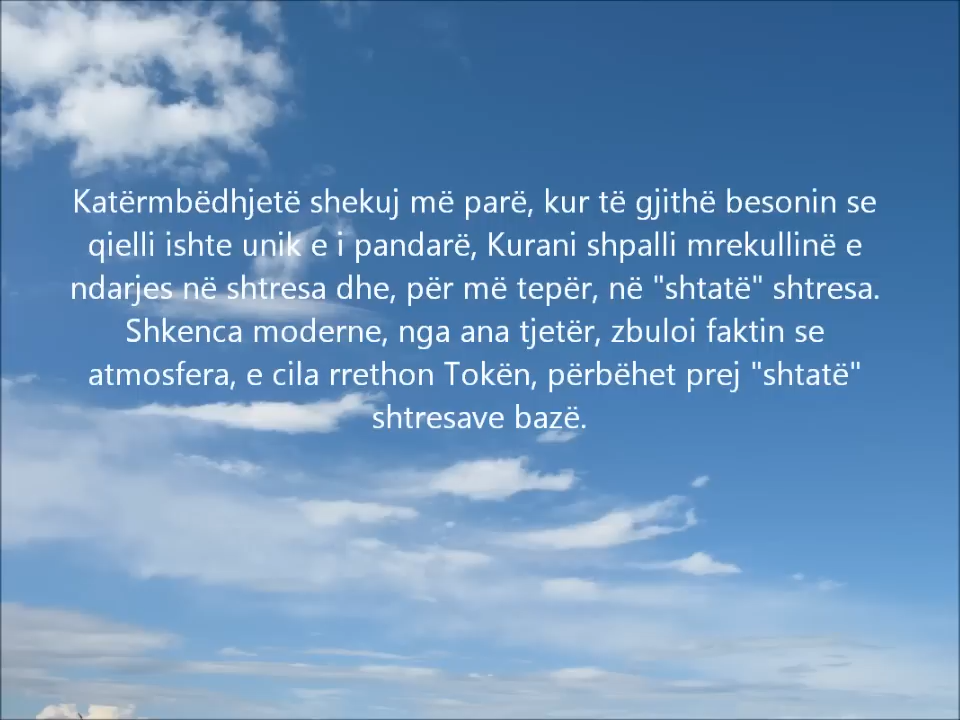 Katërmbëdhjetë shekuj më parë, kur të gjithë besonin se
qielli ishte unik e i pandarë, Kurani shpalli mrekullinë e
ndarjes në shtresa dhe, për më tepër, në "shtatë" shtresa.
Shkenca moderne, nga ana tjetër, zbuloi faktin se
atmosfera, e cila rrethon Tokën, përbëhet prej "shtatë"
shtresave bazë.